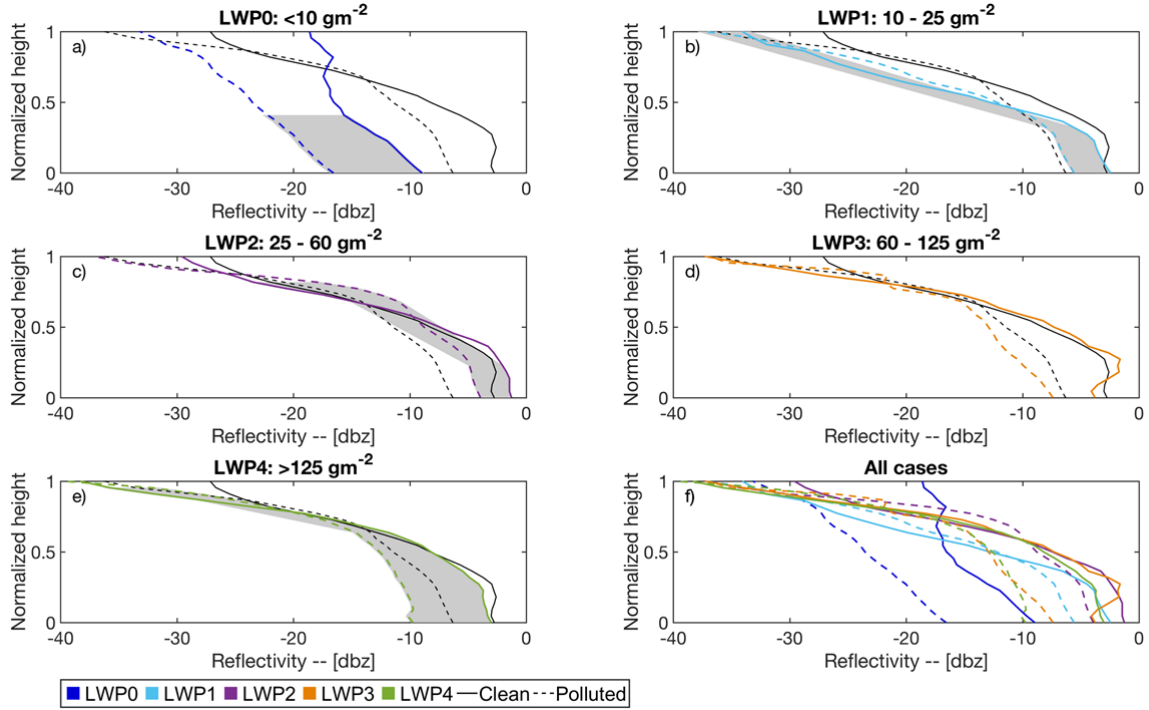 LWP0: <10 gm-2
Normalized height
1
0.5
0
a)
-40 -30 -20 -10 0
Reflectivity -- [dbz]
LWP1: 10 - 25 gm-2
Normalized height
1
0.5
0
b)
-40 -30 -20 -10 0
Reflectivity -- [dbz]
LWP2: 25 - 60 gm-2
Normalized height
1
0.5
0
c)
-40 -30 -20 -10 0
Reflectivity -- [dbz]
LWP3: 60 - 125 gm-2
Normalized height
1
0.5
0
d)
-40 -30 -20 -10 0
Reflectivity -- [dbz]
LWP4: >125 gm-2
Normalized height
1
0.5
0
e)
-40 -30 -20 -10 0
Reflectivity -- [dbz]
All cases
Normalized height
1
0.5
0
f)
-40 -30 -20 -10 0
Reflectivity -- [dbz]
LWP0 LWP1 LWP2 LWP3 LWP4 Clean Polluted